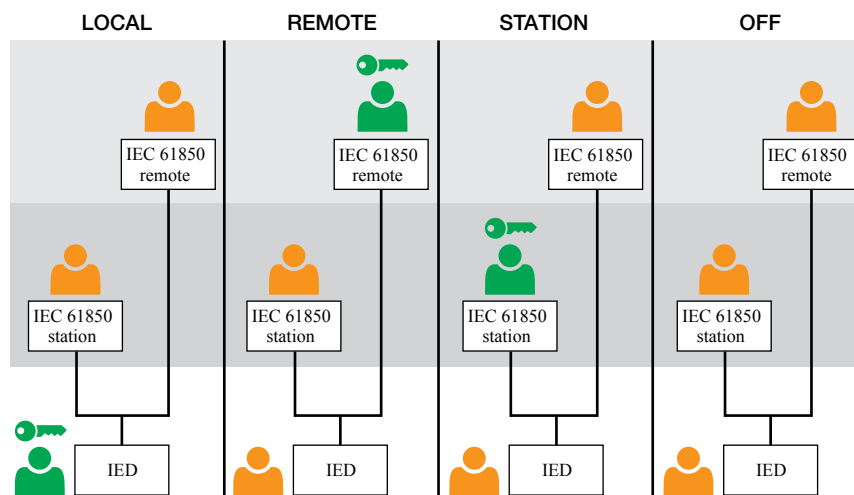 LOCAL
REMOTE
STATION
OFF
IEC 61850
remote
IEC 61850
remote
IEC 61850
remote
IEC 61850
remote
IEC 61850
station
IEC 61850
station
IEC 61850
station
IEC 61850
station
IED
IED
IED
IED